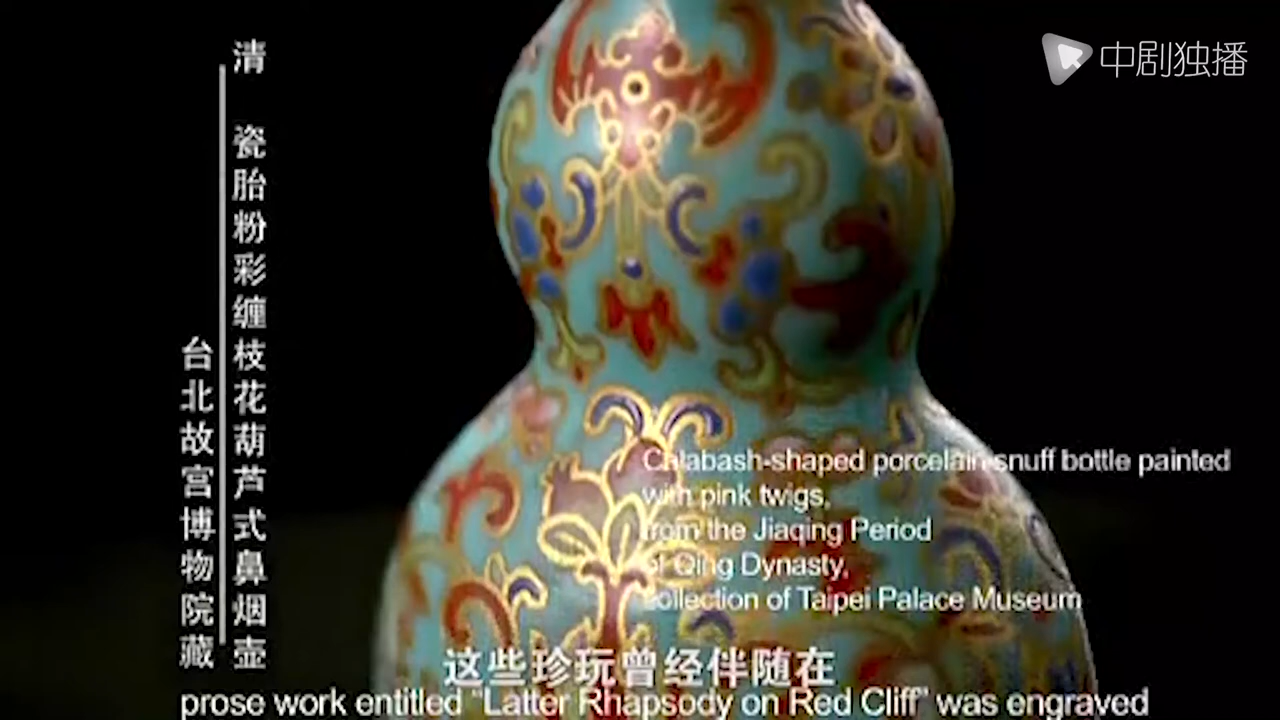 中剧独播
清 瓷胎粉彩缠枝花葫芦式鼻烟壶
台北故宫博物院藏
Calabash-shaped porcelain snuff bottle painted
with pink twigs,
from the Jiaqing Period
of Qing Dynasty,
collection of Taipei Palace Museum
这些珍玩曾经伴随在
prose work entitled "Latter Rhapsody on Red Cliff" was engraved